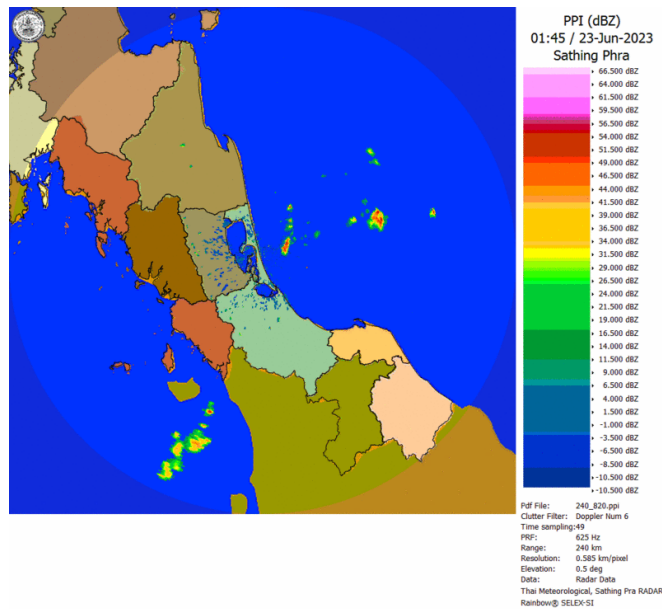 PPI (dBZ)
01:45 / 23-Jun-2023
Sathing Phra
66.500 dBZ
64.000 dBZ
61.500 dBZ
59.500 dBZ
56.500 dBZ
54.000 dBZ
51.500 dBZ
49.000 dBZ
46.500 dBZ
44.000 dBZ
41.500 dBZ
39.000 dBZ
36.500 dBZ
34.000 dBZ
31.500 dBZ
29.000 dBZ
26.500 dBZ
24.500 dBZ
21.500 dBZ
19.000 dBZ
16.500 dBZ
14.000 dBZ
11.500 dBZ
9.000 dBZ
6.500 dBZ
4.000 dBZ
1.500 dBZ
-1.000 dBZ
-3.500 dBZ
-6.500 dBZ
-8.500 dBZ
-10.500 dBZ
-10.500 dBZ
Pdf File: 240_820.ppi
Clutter Filter: Doppler Num 6
Time sampling:49
PRF: 625 Hz
Range: 240 km
Resolution: 0.585 km/pixel
Elevation: 0.5 deg
Data: Radar Data
Thai Meteorological, Sathing Pra RADAR
Rainbow® SELEX-SI